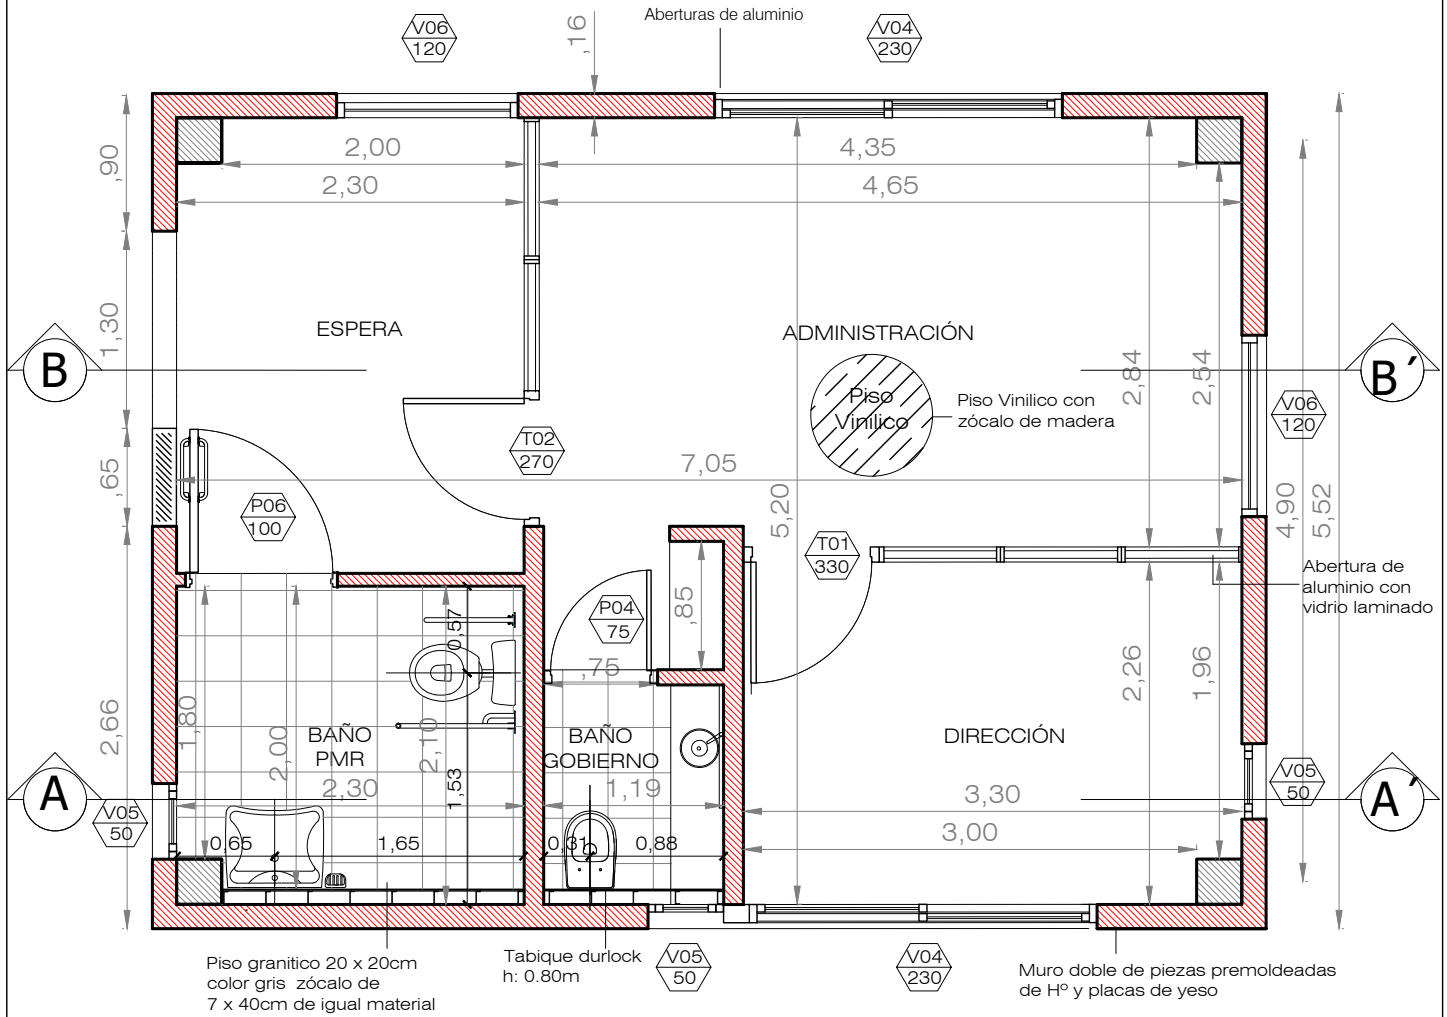 Aberturas de aluminio
V06
120
,16
V04
230
,90
2,00
4,35
2,30
4,65
1,30
ESPERA
ADMINISTRACIÓN
B
B´
2,84
2,54
Piso
Vinilico
Piso Vinilico con
zócalo de madera
V06
120
T02
270
,65
7,05
P06
100
5,20
4,90
5,52
T01
330
Abertura de
aluminio con
vidrio laminado
P04
75
,85
0,57
,75
2,26
1,96
2,66
1,80
2,00
2,10
BAÑO
PMR
BAÑO
GOBIERNO
DIRECCIÓN
1,53
2,30
1,19
3,30
A
A´
V05
50
V05
50
0,65
1,65
0,31
0,88
3,00
Piso granitico 20 x 20cm
color gris zócalo de
7 x 40cm de igual material
Tabique durlock
h: 0.80m
V05
50
V04
230
Muro doble de piezas premoldeadas
de Hº y placas de yeso